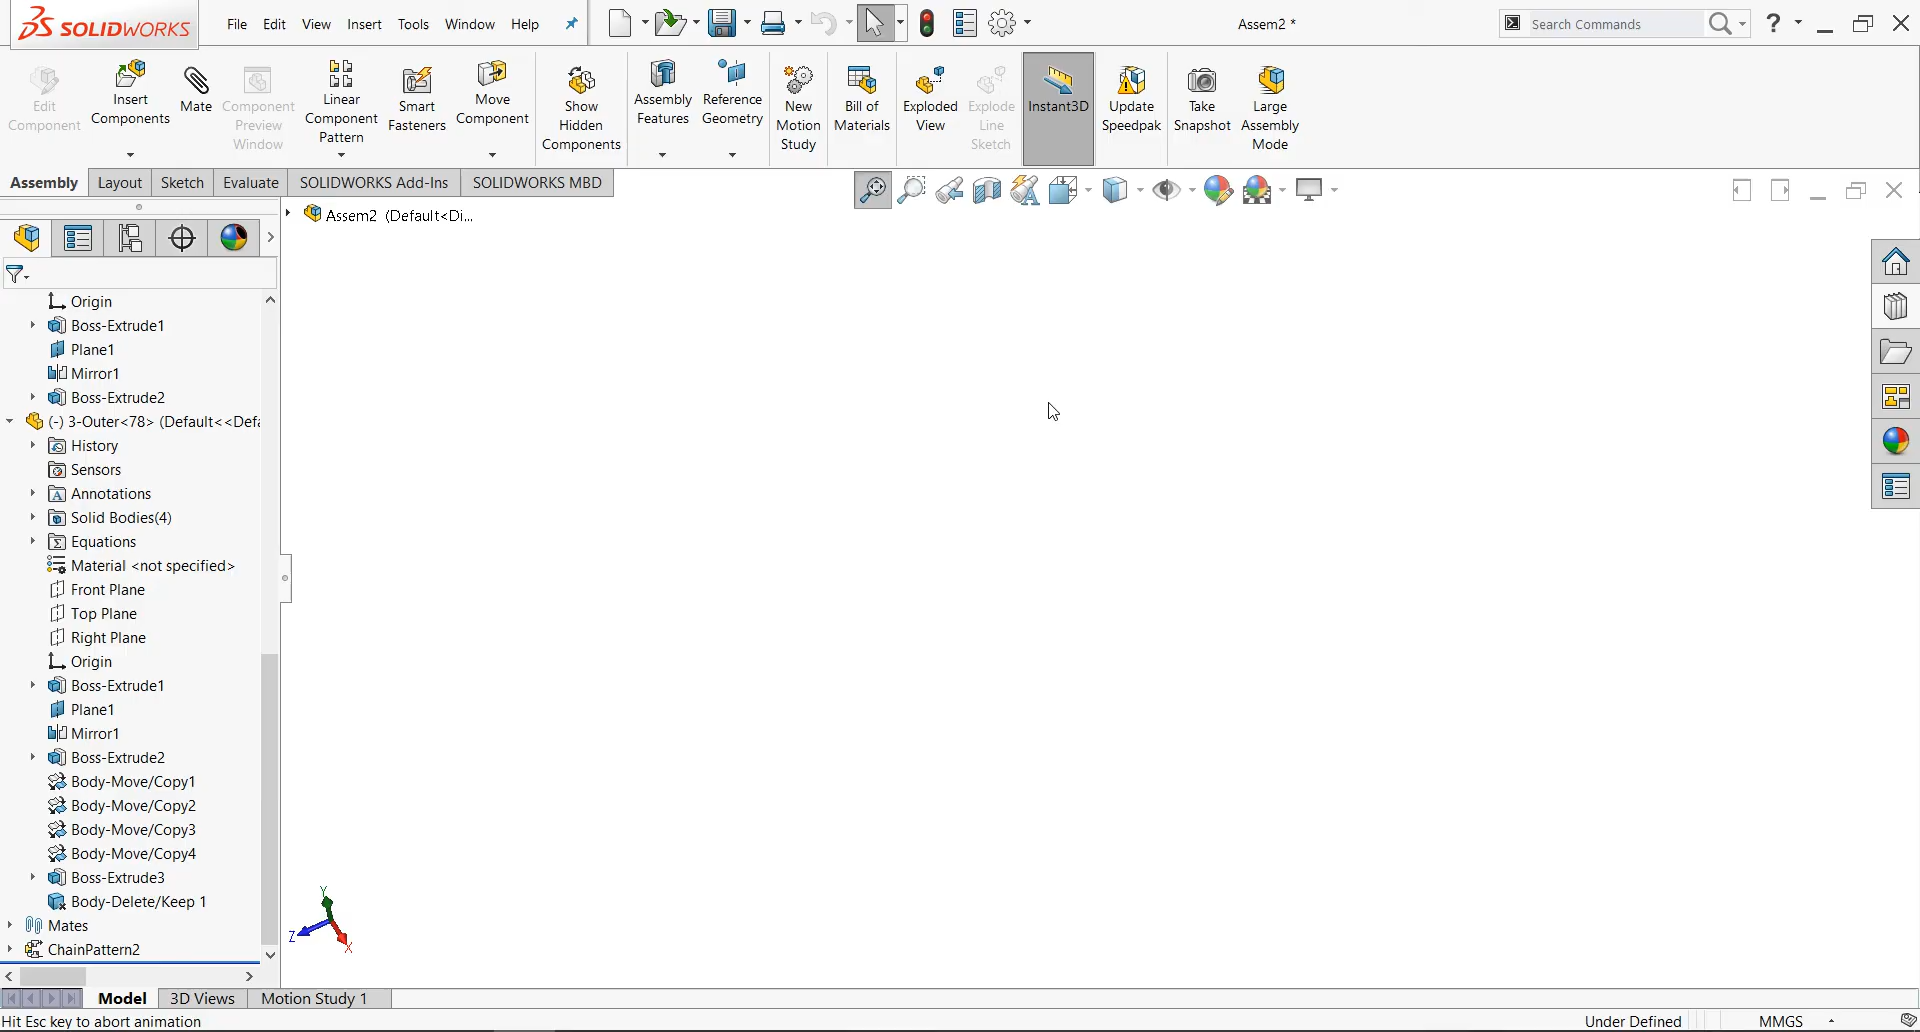 SOLIDWORKS
File Edit View Insert Tools Window Help
Assem2 *
Search Commands
?
Edit Component
Insert Components
Mate
Component Preview Window
Linear Component Pattern
Smart Fasteners
Move Component
Show Hidden Components
Assembly Features
Reference Geometry
New Motion Study
Bill of Materials
Exploded View
Explode Line Sketch
Instant3D
Update Speedpak
Take Snapshot
Large Assembly Mode
Assembly Layout Sketch Evaluate SOLIDWORKS Add-Ins SOLIDWORKS MBD
Assem2 (Default<Di...
Origin
Boss-Extrude1
Plane1
Mirror1
Boss-Extrude2
(-) 3-Outer<78> (Default<<Defa
History
Sensors
Annotations
Solid Bodies(4)
Equations
Material <not specified>
Front Plane
Top Plane
Right Plane
Origin
Boss-Extrude1
Plane1
Mirror1
Boss-Extrude2
Body-Move/Copy1
Body-Move/Copy2
Body-Move/Copy3
Body-Move/Copy4
Boss-Extrude3
Body-Delete/Keep 1
Mates
ChainPattern2
Y
Z
X
Model 3D Views Motion Study 1
Hit Esc key to abort animation
Under Defined
MMGS